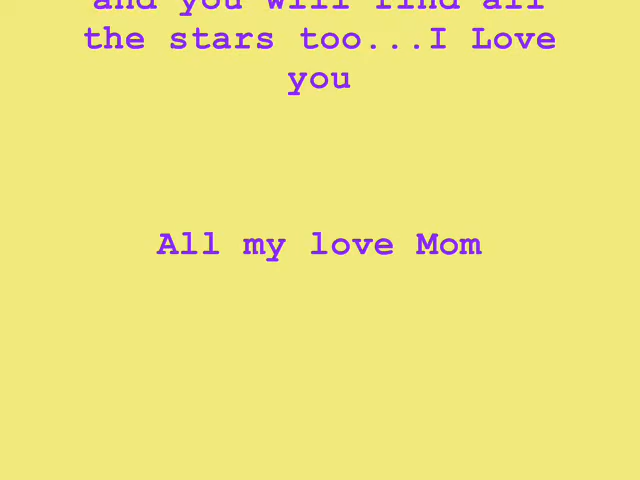 and you will find all
the stars too...I Love
you
All my love Mom